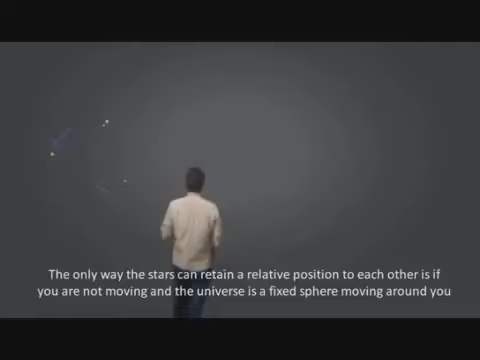 The only way the stars can retain a relative position to each other is if
you are not moving and the universe is a fixed sphere moving around you